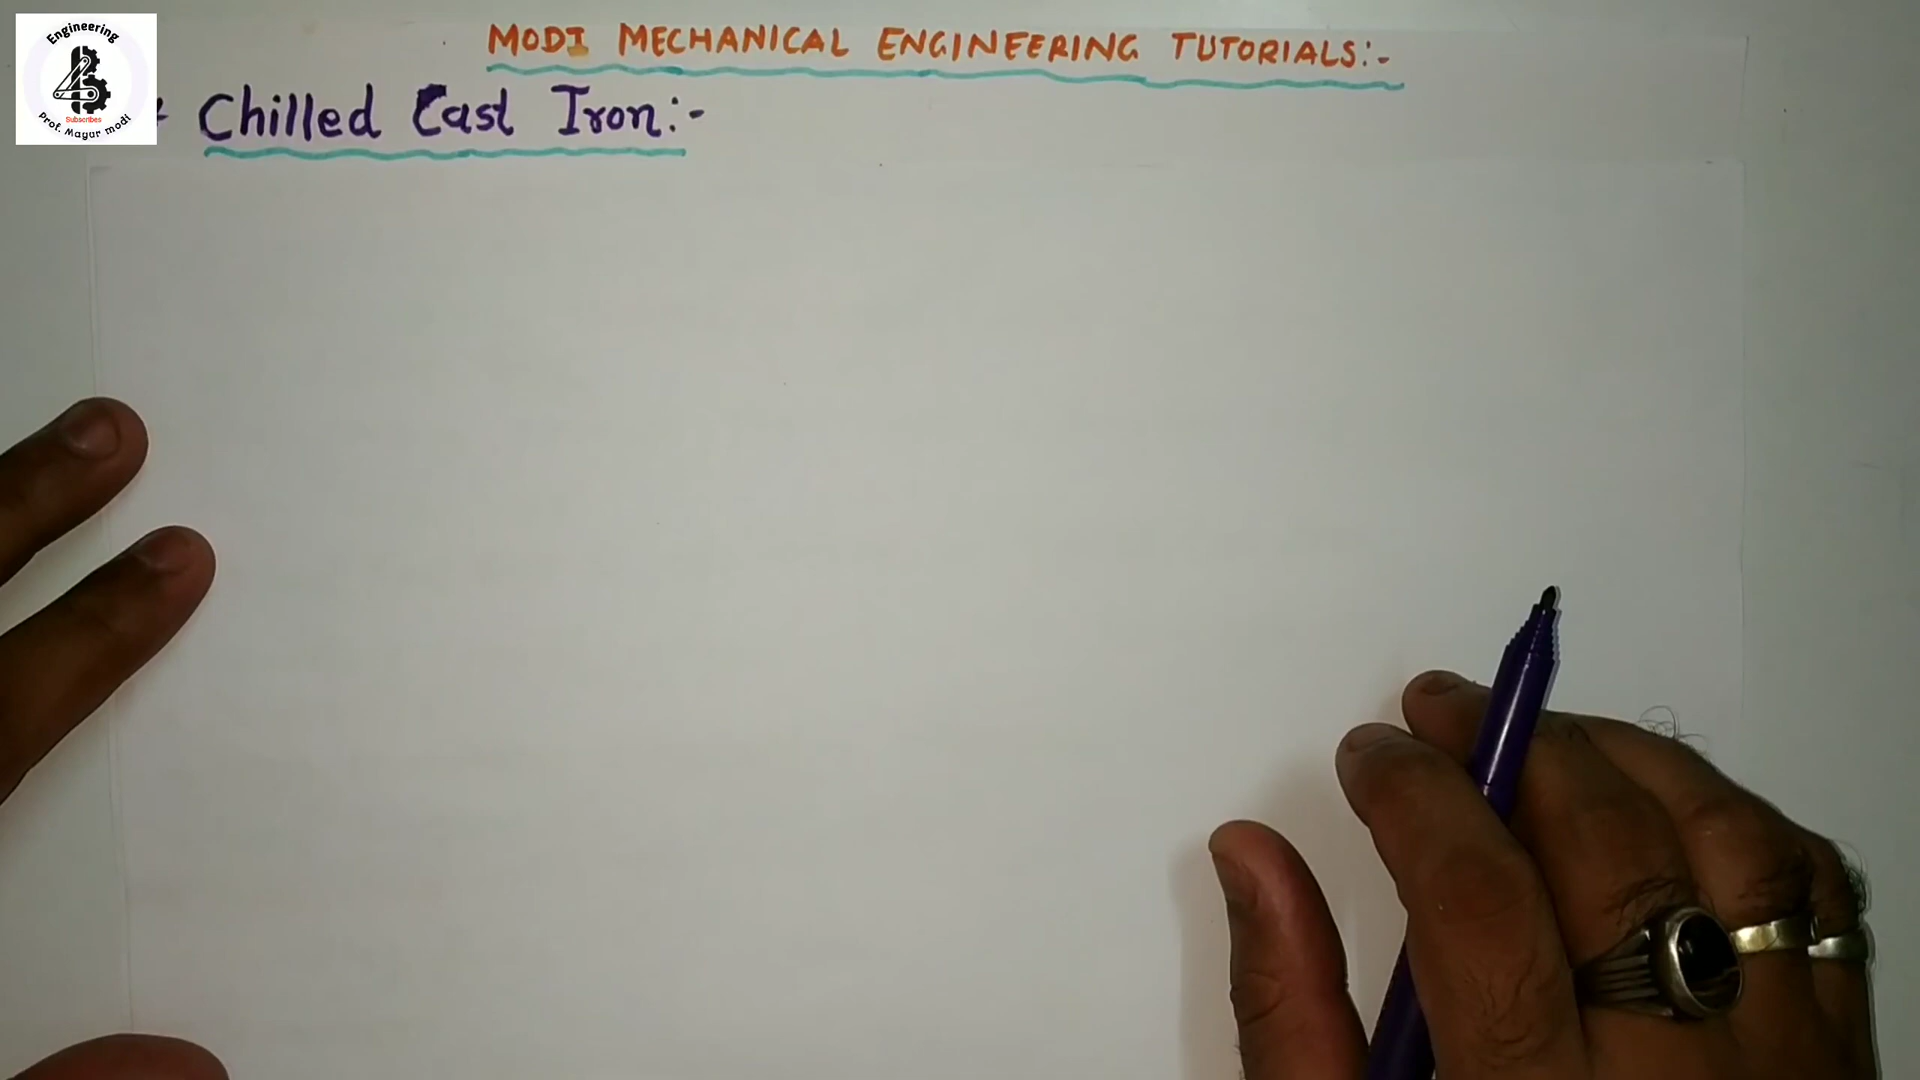 Engineering
Subscribes
Prof. Mayur modi
MODI MECHANICAL ENGINEERING TUTORIALS:-
Chilled Cast Iron:-